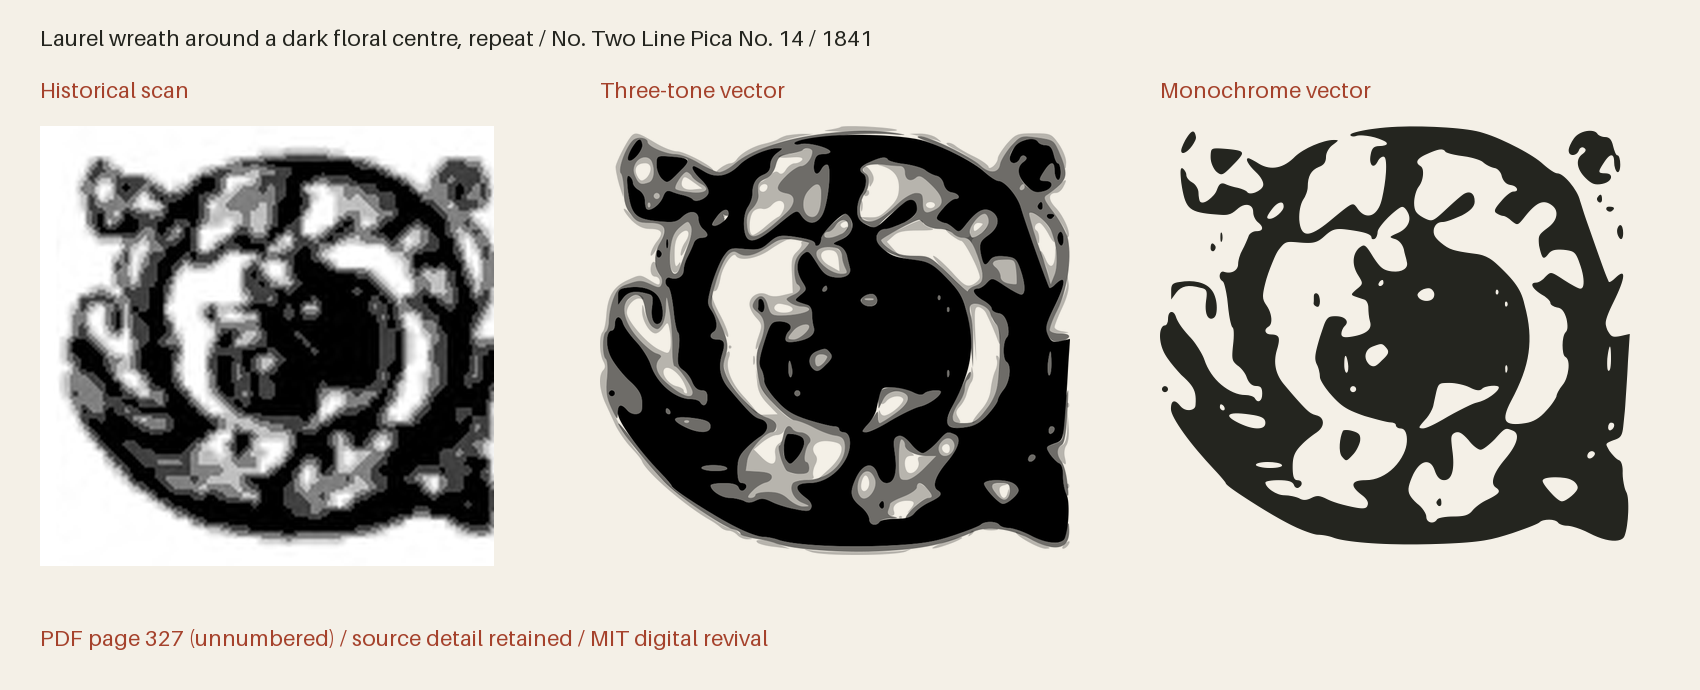 Laurel wreath around a dark floral centre, repeat / No. Two Line Pica No. 14 / 1841
Historical scan
Three-tone vector
Monochrome vector
PDF page 327 (unnumbered) / source detail retained / MIT digital revival